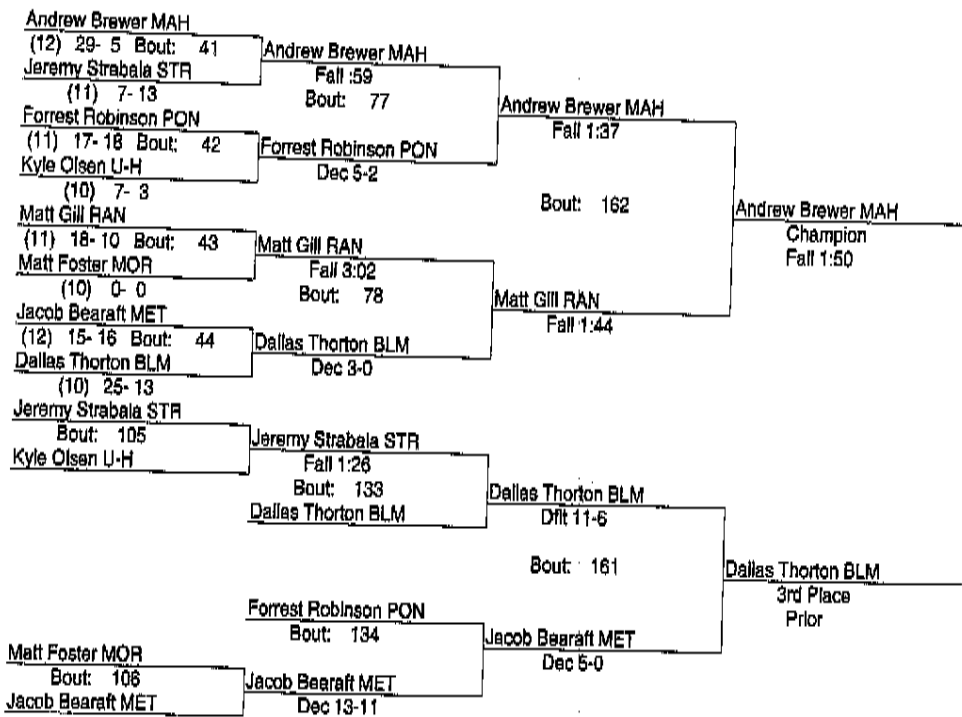 Andrew Brewer MAH
(12) 29- 5 Bout: 41
Jeremy Strabala STR
(11) 7- 13
Forrest Robinson PON
(11) 17- 18 Bout: 42
Kyle Olsen U-H
(10) 7- 3
Matt Gill RAN
(11) 18- 10 Bout: 43
Matt Foster MOR
(10) 0- 0
Jacob Bearaft MET
(12) 15- 16 Bout: 44
Dallas Thorton BLM
(10) 25- 13
Andrew Brewer MAH
Fall :59
Bout: 77
Forrest Robinson PON
Dec 5-2
Matt Gill RAN
Fall 3:02
Bout: 78
Dallas Thorton BLM
Dec 3-0
Andrew Brewer MAH
Fall 1:37
Bout: 162
Matt Gill RAN
Fall 1:44
Andrew Brewer MAH
Champion
Fall 1:50
Jeremy Strabala STR
Bout: 105
Kyle Olsen U-H
Jeremy Strabala STR
Fall 1:26
Bout: 133
Dallas Thorton BLM
Dallas Thorton BLM
Dflt 11-6
Bout: 161
Dallas Thorton BLM
3rd Place
Prior
Forrest Robinson PON
Bout: 134
Jacob Bearaft MET
Dec 5-0
Matt Foster MOR
Bout: 106
Jacob Bearaft MET
Jacob Bearaft MET
Dec 13-11